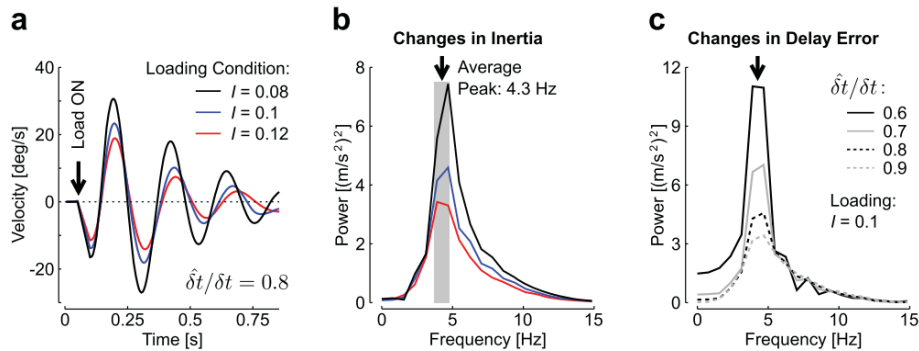 a
Velocity [deg/s]
40
30
20
10
0
-10
-20
Load ON
Loading Condition:
I = 0.08
I = 0.1
I = 0.12
δ̂t/δt = 0.8
0
0.25
0.5
0.75
Time [s]
b
Changes in Inertia
Average
Peak: 4.3 Hz
Power [(m/s²)²]
8
6
4
2
0
0
5
10
15
Frequency [Hz]
c
Changes in Delay Error
Power [(m/s²)²]
12
9
6
3
0
δ̂t/δt:
0.6
0.7
0.8
0.9
Loading:
I = 0.1
0
5
10
15
Frequency [Hz]